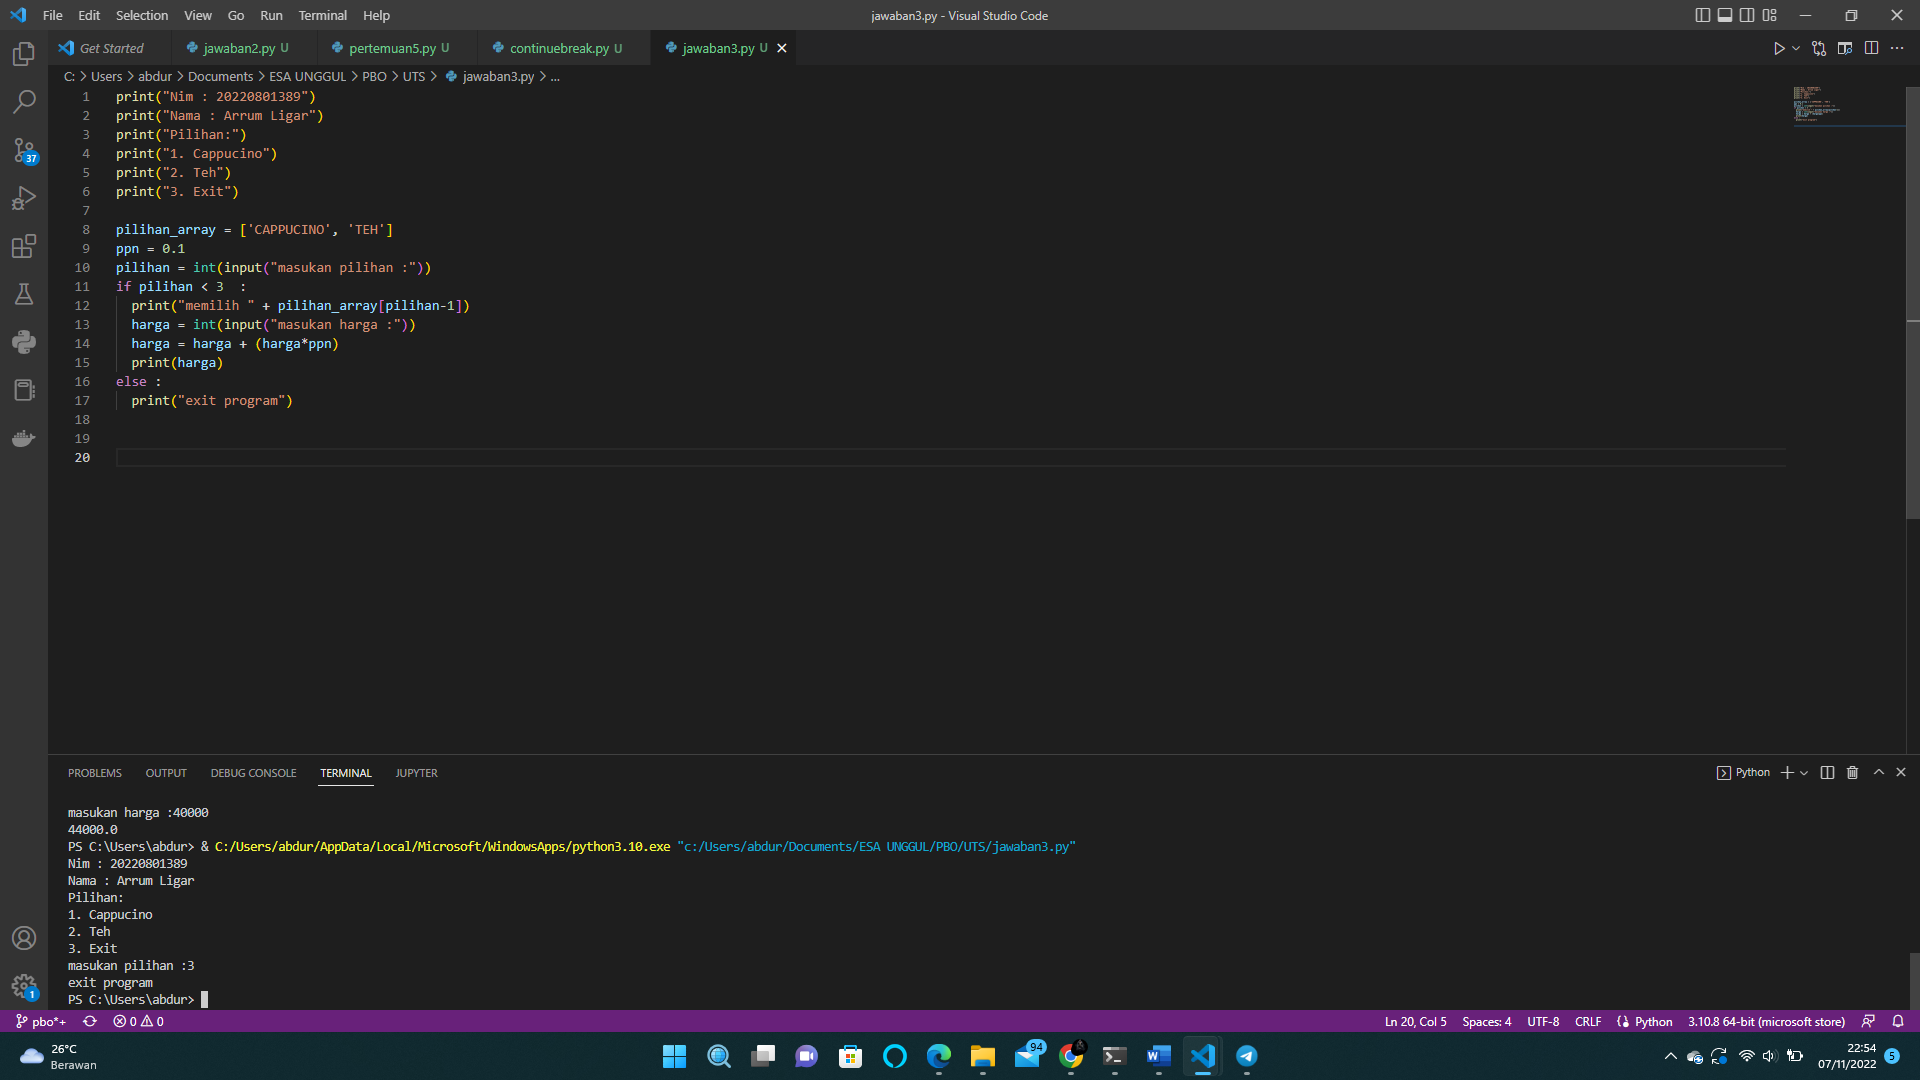 File Edit Selection View Go Run Terminal Help
jawaban3.py - Visual Studio Code
Get Started
jawaban2.py U
pertemuan5.py U
continuebreak.py U
jawaban3.py U
C: > Users > abdur > Documents > ESA UNGGUL > PBO > UTS > jawaban3.py > ...
1 print("Nim : 20220801389")
2 print("Nama : Arrum Ligar")
3 print("Pilihan:")
4 print("1. Cappucino")
5 print("2. Teh")
6 print("3. Exit")
7
8 pilihan_array = ['CAPPUCINO', 'TEH']
9 ppn = 0.1
10 pilihan = int(input("masukan pilihan :"))
11 if pilihan < 3  :
12   print("memilih " + pilihan_array[pilihan-1])
13   harga = int(input("masukan harga :"))
14   harga = harga + (harga*ppn)
15   print(harga)
16 else :
17   print("exit program")
18
19
20
37
1
PROBLEMS OUTPUT DEBUG CONSOLE TERMINAL JUPYTER
Python
masukan harga :40000
44000.0
PS C:\Users\abdur> & C:/Users/abdur/AppData/Local/Microsoft/WindowsApps/python3.10.exe "c:/Users/abdur/Documents/ESA UNGGUL/PBO/UTS/jawaban3.py"
Nim : 20220801389
Nama : Arrum Ligar
Pilihan:
1. Cappucino
2. Teh
3. Exit
masukan pilihan :3
exit program
PS C:\Users\abdur>
pbo*+ 0 0
Ln 20, Col 5 Spaces: 4 UTF-8 CRLF Python 3.10.8 64-bit (microsoft store)
26°C
Berawan
94
22:54
07/11/2022
5